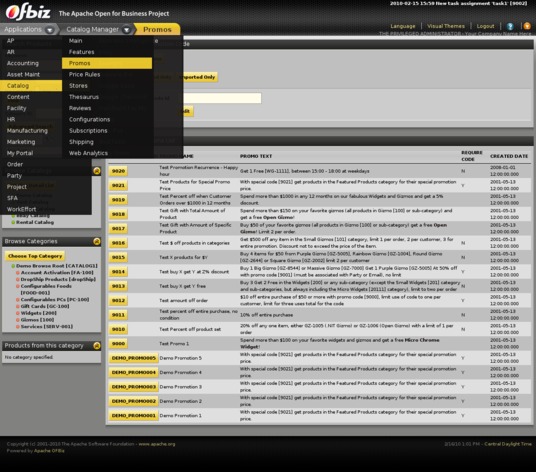 2010-02-15 15:59 New task assignment 'task1' [9002]
Ofbiz The Apache Open for Business Project
Language | Visual Themes | Logout
THE PRIVILEGED ADMINISTRATOR - Your Company Name Here
Applications Catalog Manager Promos
AP
AR
Accounting
Asset Maint
Catalog
Content
Facility
HR
Manufacturing
Marketing
My Portal
Order
Party
Project
SFA
WorkEffort
Main
Features
Promos
Price Rules
Stores
Thesaurus
Reviews
Configurations
Subscriptions
Shipping
Web Analytics
Imported Only
Rental Catalog
Browse Categories
Choose Top Category
Demo Browse Root [CATALOG1]
Account Activation [FA-100]
DropShip Products [dropship]
Configurable Foods
[FOOD-001]
Configurables PCs [PC-100]
Gift Cards [GC-100]
Widgets [200]
Gizmos [100]
Services [SERV-001]
Products from this category
No category specified.
NAME PROMO TEXT REQUIRE CODE CREATED DATE
9020 Test Promotion Recurrence - Happy hour Get 1 Free [WG-1111], between 15:00 - 18:00 at weekdays N 2008-01-01 12:00:00.000
9021 Test Products for Special Promo Price With special code [9021] get products in the Featured Products category for their special promotion price. Y 2001-05-13 12:00:00.000
9019 Test Percent off when Customer Orders over $1000 in 12 months Spend more than $1000 in any 12 months on our fabulous Widgets and Gizmos and get a 5% discount 2001-05-13 12:00:00.000
9018 Test Gift with Total Amount of Product Spend more than $150 on your favorite gizmos (all products in Gizmo [100] or sub-category) and get a free Open Gizmo! 2001-05-13 12:00:00.000
9017 Test Gift with Amount of Specific Product Buy $50 of your favorite gizmos (all products in Gizmo [100] or sub-category) and get a free Open Gizmo! Limit 2 per order. 2001-05-13 12:00:00.000
9016 Test $ off products in categories Get $500 off any item in the Small Gizmos [101] category, limit 1 per order, 2 per customer, 3 for entire promotion. Discount not to exceed the price of the item. N 2001-05-13 12:00:00.000
9015 Test X products for $Y Buy 4 items for $50 from Purple Gizmo [GZ-5005], Rainbow Gizmo [GZ-1004], Round Gizmo [GZ-2644] or Square Gizmo [GZ-2002] limit 2 per customer N 2001-05-13 12:00:00.000
9014 Test buy X get Y at 2% discount Buy 1 Big Gizmo [GZ-8544] or Massive Gizmo [GZ-7000] Get 1 Purple Gizmo [GZ-5005] At 50% off with promo code [9001] (must be associated with Party or Email), no limit Y 2001-05-13 12:00:00.000
9013 Test buy X get Y free Buy 3 Get 2 Free in the Widgets [200] or any sub-category (except the Small Widgets [201] category and sub-categories, but always including the Micro Widgets [20111] category), limit to two per order N 2001-05-13 12:00:00.000
9012 Test amount off order $10 off entire purchase of $50 or more with promo code [9000], limit use of code to one per customer, limit for three uses total for the code Y 2001-05-13 12:00:00.000
9011 Test percent off entire purchase, no condition 10% off entire purchase N 2001-05-13 12:00:00.000
9010 Test Percent off product set 20% off any one item, either GZ-1005 (.NIT Gizmo) or GZ-1006 (Open Gizmo) with a limit of 1 per order N 2001-05-13 12:00:00.000
9000 Test Promo 1 Spend more than $100 on your favorite widgets and gizmos and get a free Micro Chrome Widget! 2001-05-13 12:00:00.000
DEMO_PROMO005 Demo Promotion 5 With special code [9021] get products in the Featured Products category for their special promotion price. Y 2001-05-13 12:00:00.000
DEMO_PROMO004 Demo Promotion 4 With special code [9021] get products in the Featured Products category for their special promotion price. Y 2001-05-13 12:00:00.000
DEMO_PROMO003 Demo Promotion 3 With special code [9021] get products in the Featured Products category for their special promotion price. Y 2001-05-13 12:00:00.000
DEMO_PROMO002 Demo Promotion 2 With special code [9021] get products in the Featured Products category for their special promotion price. Y 2001-05-13 12:00:00.000
DEMO_PROMO001 Demo Promotion 1 With special code [9021] get products in the Featured Products category for their special promotion price. Y 2001-05-13 12:00:00.000
Copyright (c) 2001-2010 The Apache Software Foundation - www.apache.org
Powered by Apache OFBiz
2/16/10 1:01 PM - Central Daylight Time